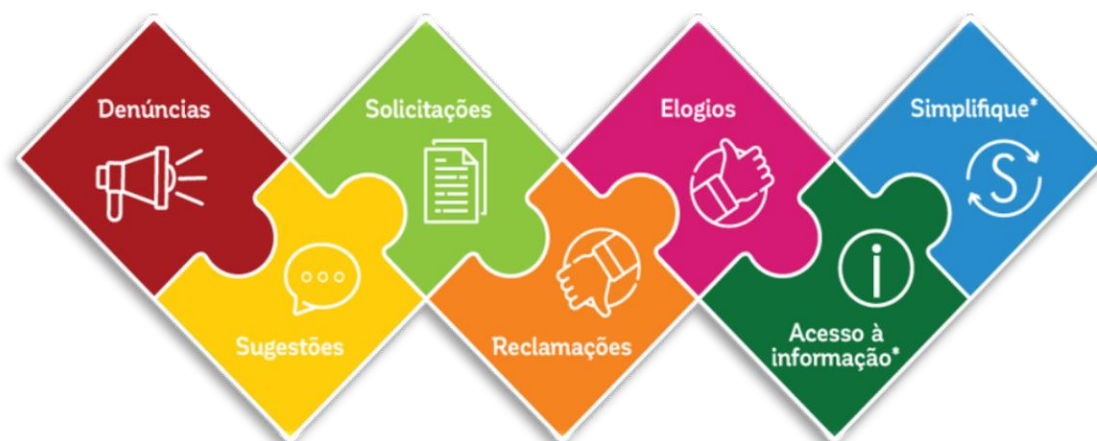 Denúncias
Sugestões
Solicitações
Reclamações
Elogios
Acesso à
informação*
Simplifique*
S
i